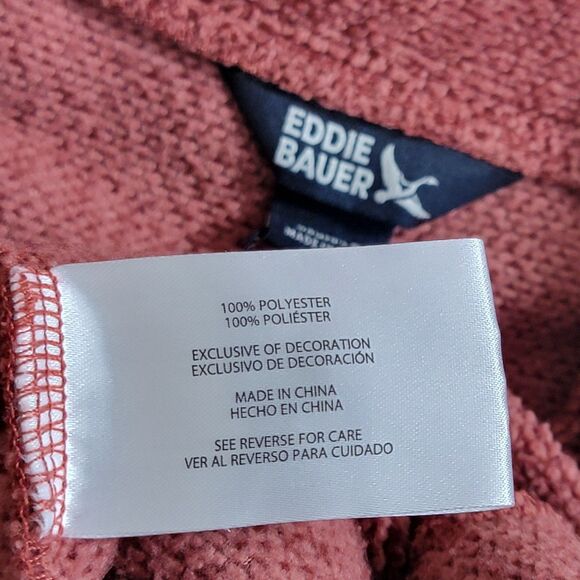 EDDIE
BAUER
MADE
100% POLYESTER
100% POLIÉSTER
EXCLUSIVE OF DECORATION
EXCLUSIVO DE DECORACIÓN
MADE IN CHINA
HECHO EN CHINA
SEE REVERSE FOR CARE
VER AL REVERSO PARA CUIDADO